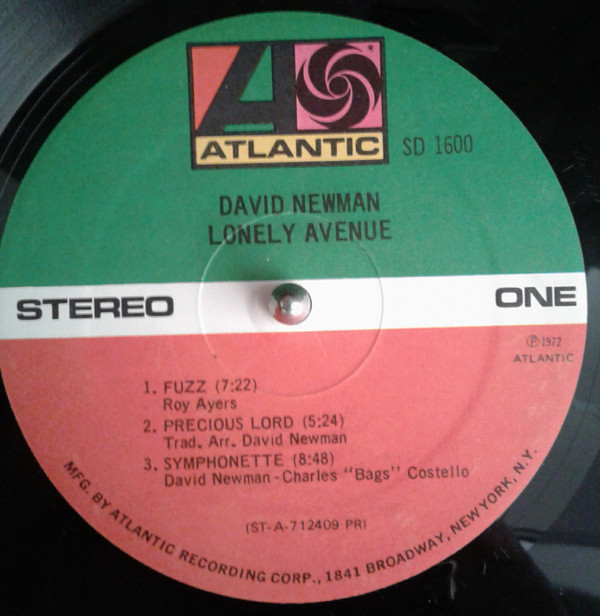 ATLANTIC
SD 1600
DAVID NEWMAN
LONELY AVENUE
STEREO
ONE
℗ 1972
ATLANTIC
1. FUZZ (7:22)
Roy Ayers
2. PRECIOUS LORD (5:24)
Trad. Arr. David Newman
3. SYMPHONETTE (8:48)
David Newman-Charles "Bags" Costello
(ST-A-712409 PR)
MFG. BY ATLANTIC RECORDING CORP., 1841 BROADWAY, NEW YORK, N.Y.